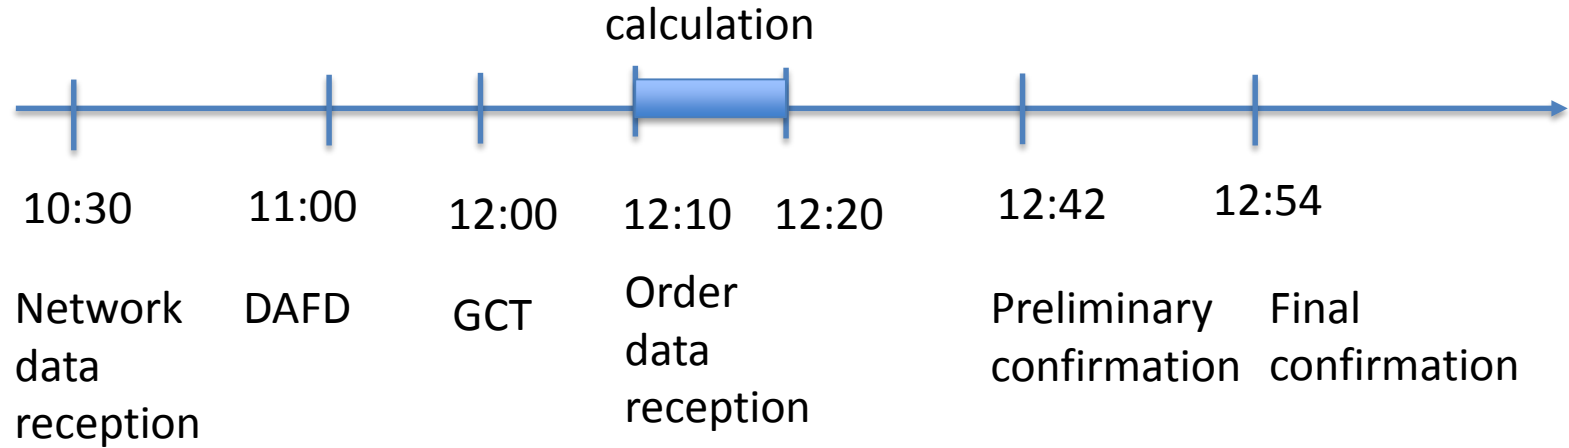 calculation
10:30
11:00
12:00
12:10
12:20
12:42
12:54
Network
data
reception
DAFD
GCT
Order
data
reception
Preliminary
confirmation
Final
confirmation